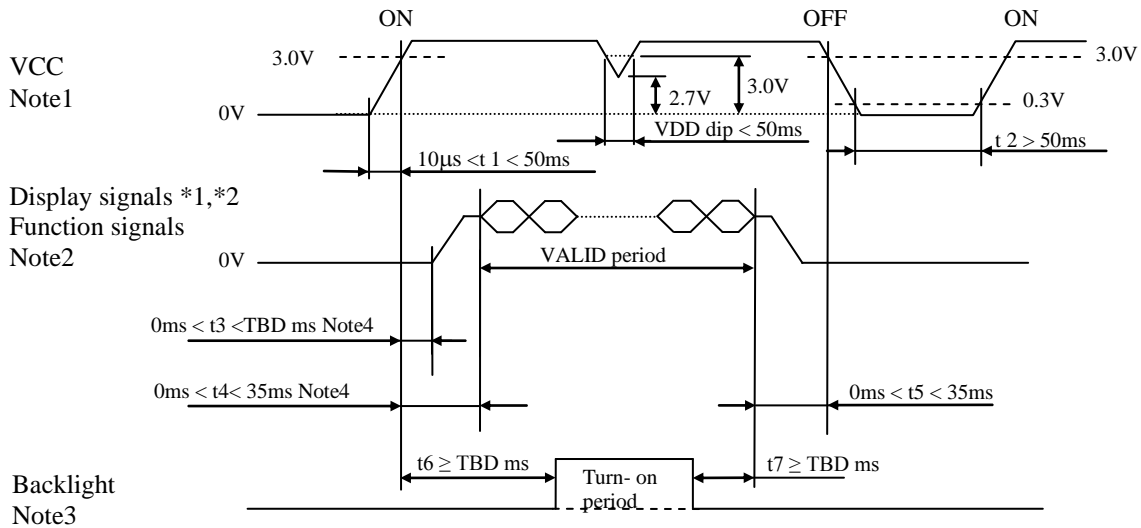 ON
OFF
ON
VCC
Note1
3.0V
3.0V
2.7V
3.0V
0.3V
0V
VDD dip < 50ms
t 2 > 50ms
10μs <t 1 < 50ms
Display signals *1,*2
Function signals
Note2
0V
VALID period
0ms < t3 <TBD ms Note4
0ms < t4< 35ms Note4
0ms < t5 < 35ms
t6 ≥ TBD ms
t7 ≥ TBD ms
Backlight
Note3
Turn- on
period